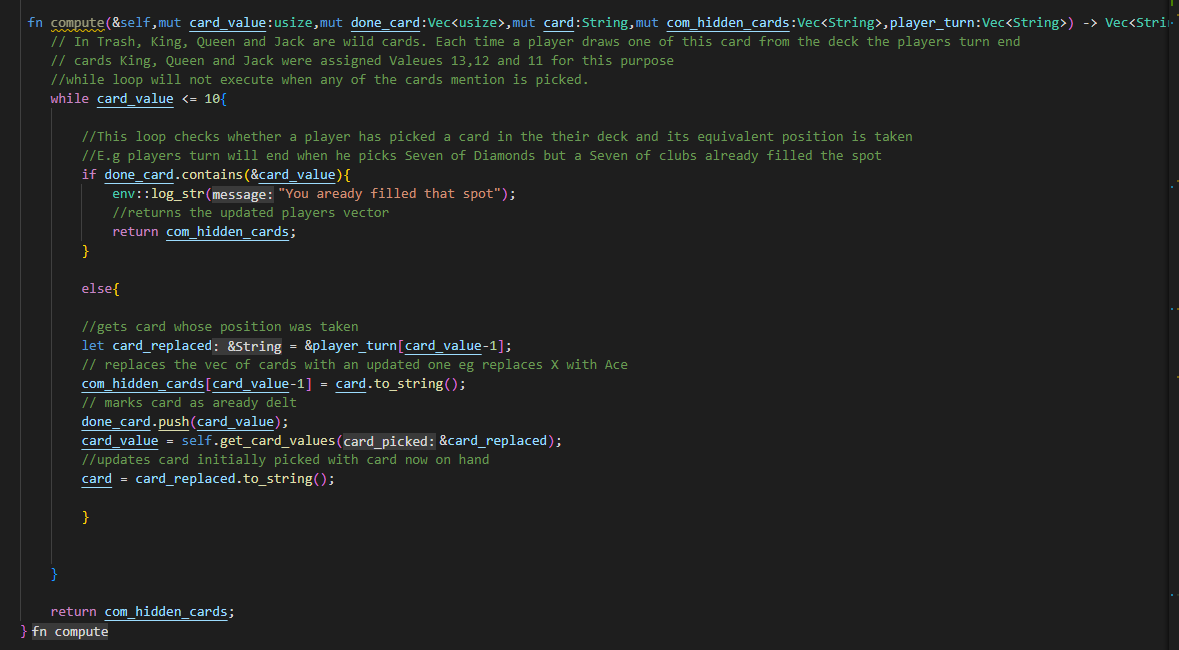 fn compute(&self,mut card_value:usize,mut done_card:Vec<usize>,mut card:String,mut com_hidden_cards:Vec<String>,player_turn:Vec<String>) -> Vec<Stri
// In Trash, King, Queen and Jack are wild cards. Each time a player draws one of this card from the deck the players turn end
// cards King, Queen and Jack were assigned Valeues 13,12 and 11 for this purpose
//while loop will not execute when any of the cards mention is picked.
while card_value <= 10{
//This loop checks whether a player has picked a card in the their deck and its equivalent position is taken
//E.g players turn will end when he picks Seven of Diamonds but a Seven of clubs already filled the spot
if done_card.contains(&card_value){
env::log_str(message: "You aready filled that spot");
//returns the updated players vector
return com_hidden_cards;
}
else{
//gets card whose position was taken
let card_replaced: &String = &player_turn[card_value-1];
// replaces the vec of cards with an updated one eg replaces X with Ace
com_hidden_cards[card_value-1] = card.to_string();
// marks card as aready delt
done_card.push(card_value);
card_value = self.get_card_values(card_picked: &card_replaced);
//updates card initially picked with card now on hand
card = card_replaced.to_string();
}
}
return com_hidden_cards;
} fn compute